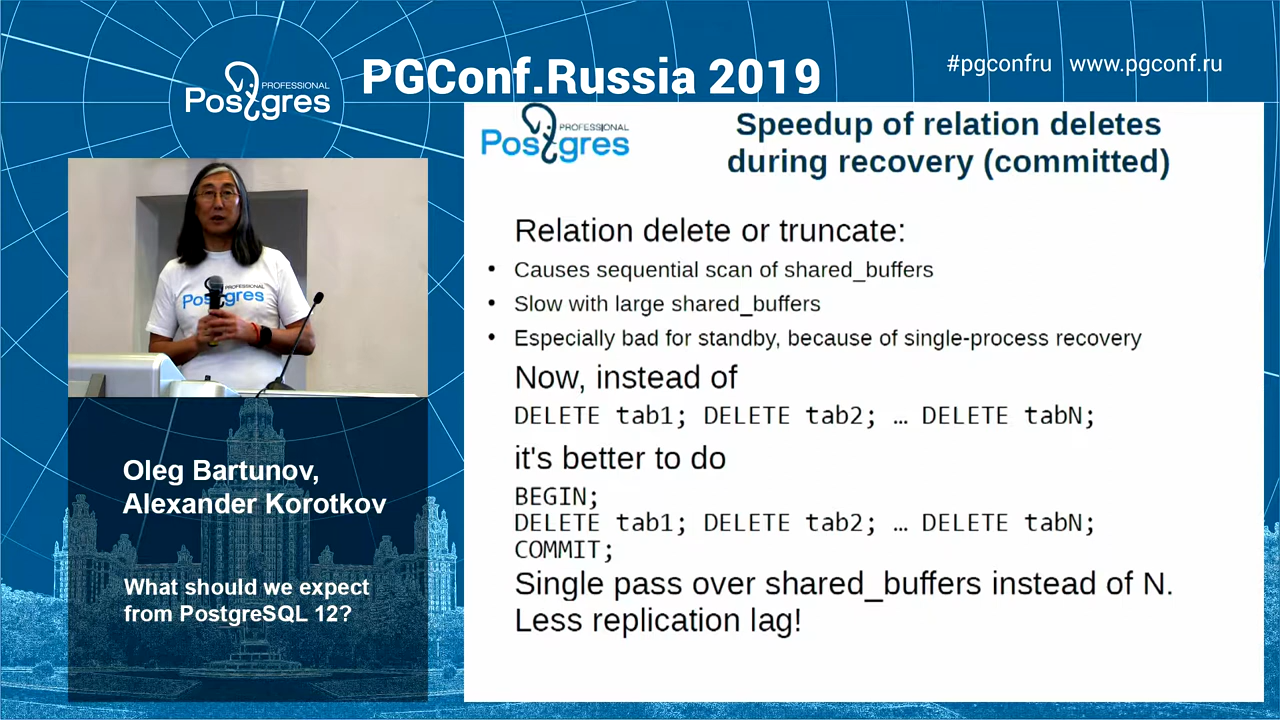 PROFESSIONAL
Postgres
PGConf.Russia 2019
#pgconfru www.pgconf.ru
PROFESSIONAL
Postgres
Speedup of relation deletes
during recovery (committed)
Relation delete or truncate:
• Causes sequential scan of shared_buffers
• Slow with large shared_buffers
• Especially bad for standby, because of single-process recovery
Now, instead of
DELETE tab1; DELETE tab2; … DELETE tabN;
it's better to do
BEGIN;
DELETE tab1; DELETE tab2; … DELETE tabN;
COMMIT;
Single pass over shared_buffers instead of N.
Less replication lag!
PROFESSIONAL
Postgres
Oleg Bartunov,
Alexander Korotkov
What should we expect
from PostgreSQL 12?